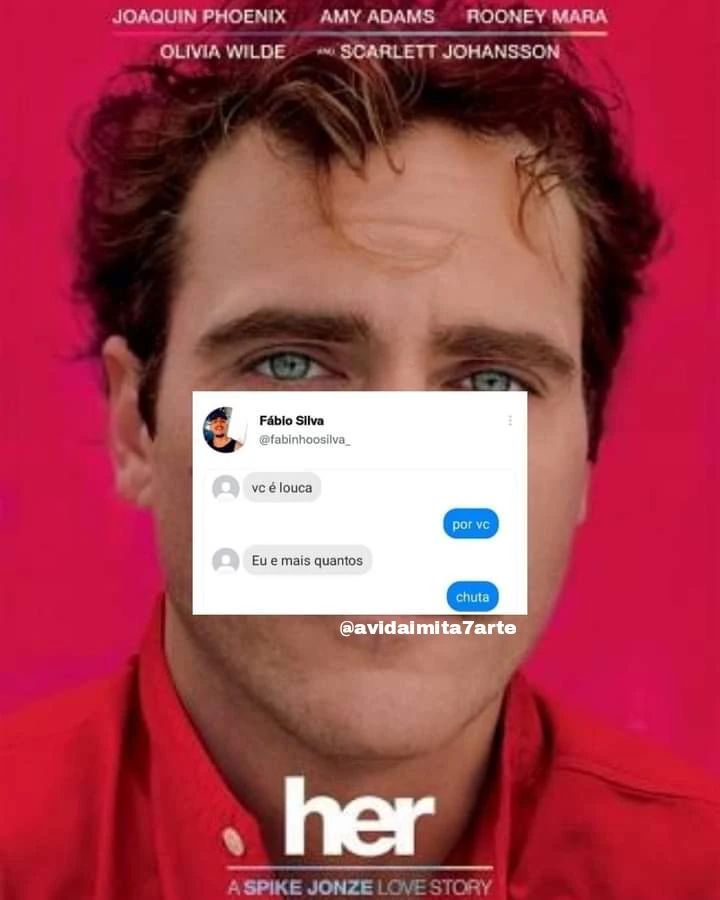 JOAQUIN PHOENIX AMY ADAMS ROONEY MARA
OLIVIA WILDE AND SCARLETT JOHANSSON
Fábio Silva
@fabinhoosilva_
vc é louca
por vc
Eu e mais quantos
chuta
@avidaimita7arte
her
A SPIKE JONZE LOVE STORY